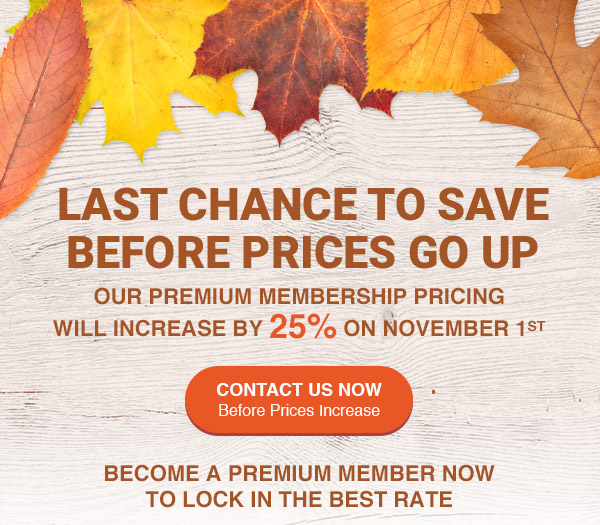 LAST CHANCE TO SAVE
BEFORE PRICES GO UP
OUR PREMIUM MEMBERSHIP PRICING
WILL INCREASE BY 25% ON NOVEMBER 1ST
CONTACT US NOW
Before Prices Increase
BECOME A PREMIUM MEMBER NOW
TO LOCK IN THE BEST RATE